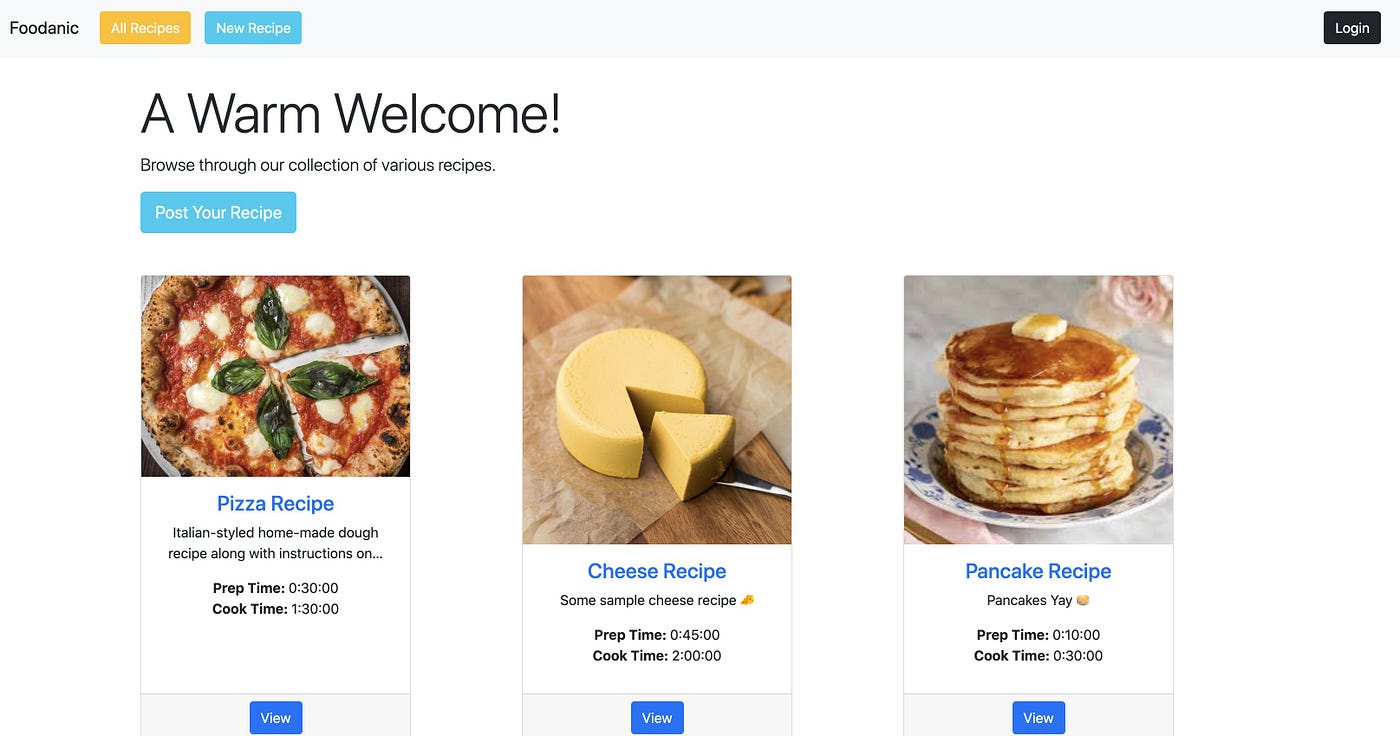 Foodanic All Recipes New Recipe Login
A Warm Welcome!
Browse through our collection of various recipes.
Post Your Recipe
Pizza Recipe
Italian-styled home-made dough
recipe along with instructions on...
Prep Time: 0:30:00
Cook Time: 1:30:00
View
Cheese Recipe
Some sample cheese recipe 🧀
Prep Time: 0:45:00
Cook Time: 2:00:00
View
Pancake Recipe
Pancakes Yay 🥞
Prep Time: 0:10:00
Cook Time: 0:30:00
View